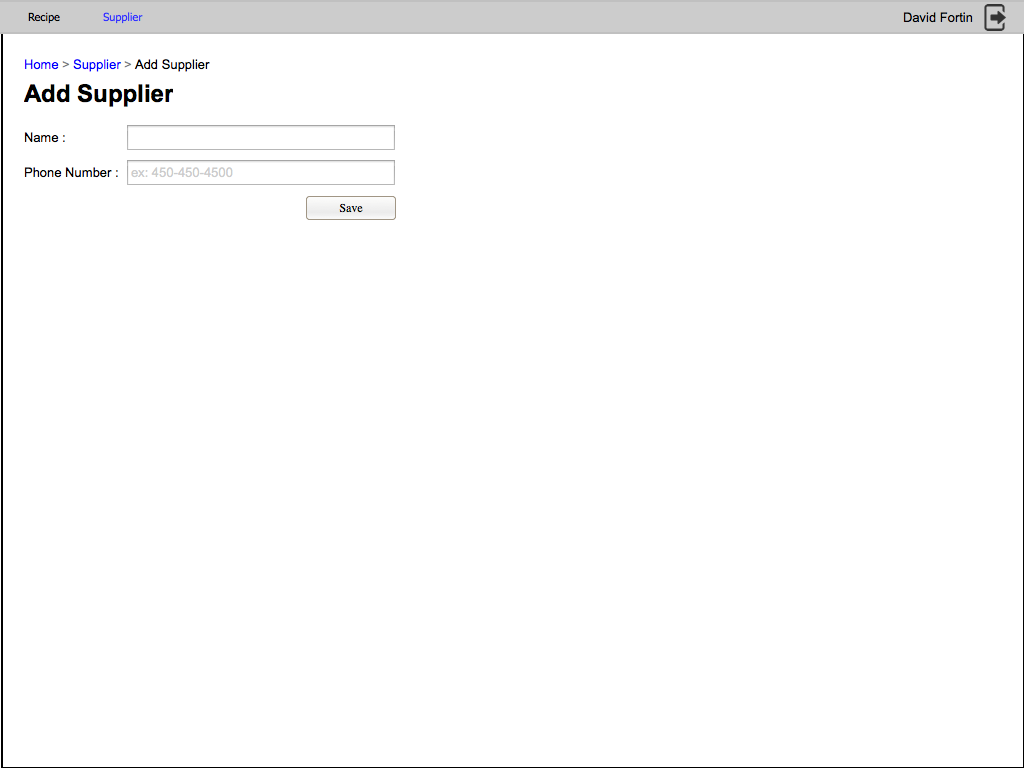 Recipe Supplier David Fortin
Home > Supplier > Add Supplier
Add Supplier
Name :
Phone Number : ex: 450-450-4500
Save